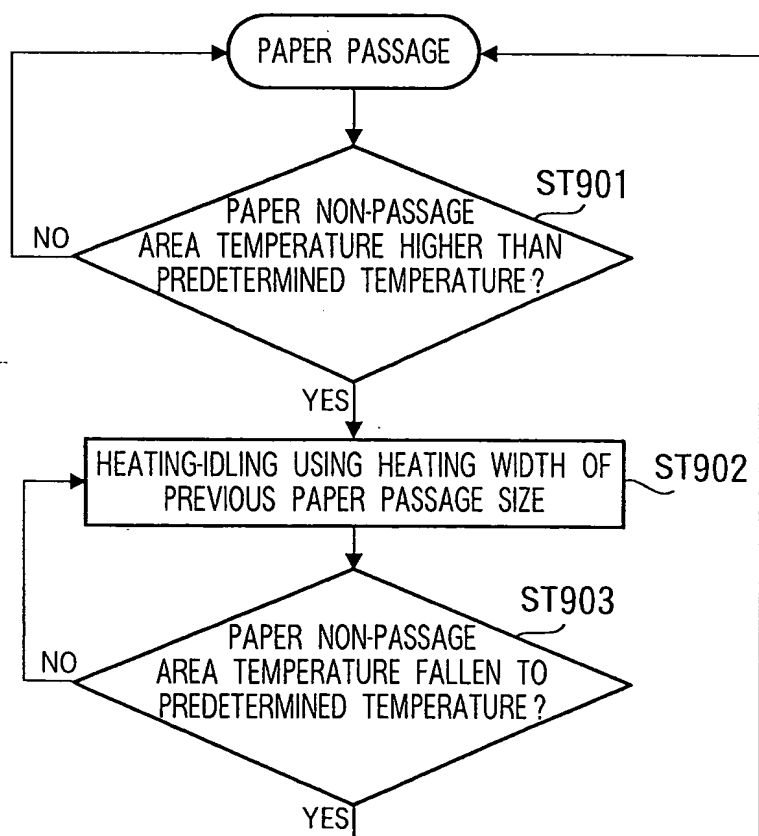 PAPER PASSAGE
ST901
PAPER NON-PASSAGE
AREA TEMPERATURE HIGHER THAN
PREDETERMINED TEMPERATURE?
NO
YES
HEATING-IDLING USING HEATING WIDTH OF
PREVIOUS PAPER PASSAGE SIZE
ST902
ST903
PAPER NON-PASSAGE
AREA TEMPERATURE FALLEN TO
PREDETERMINED TEMPERATURE?
NO
YES